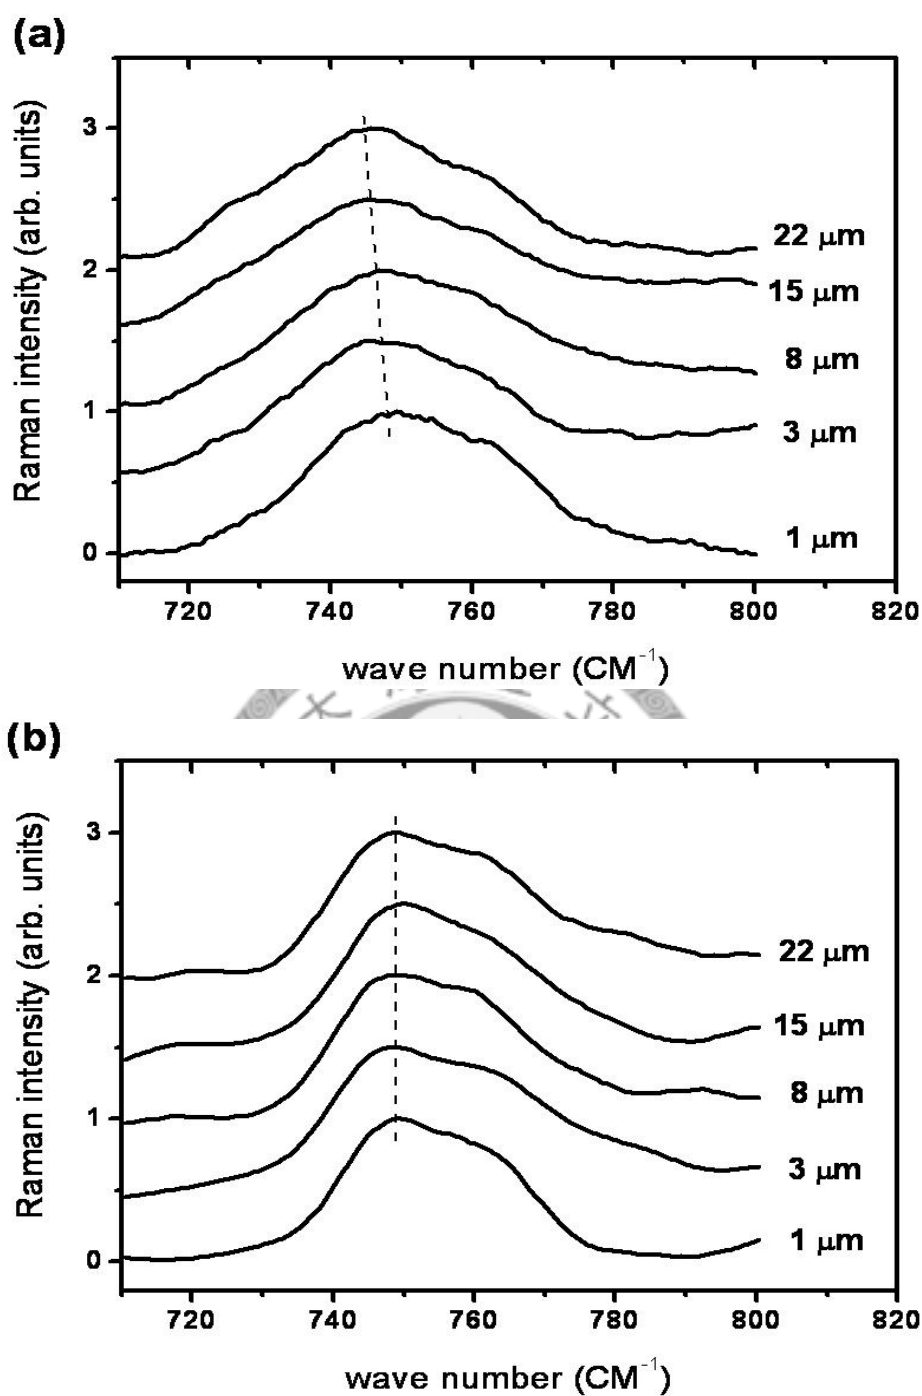 (a)
Raman intensity (arb. units)
3
2
1
0
22 μm
15 μm
8 μm
3 μm
1 μm
720 740 760 780 800 820
wave number (CM⁻¹)
(b)
Raman intensity (arb. units)
3
2
1
0
22 μm
15 μm
8 μm
3 μm
1 μm
720 740 760 780 800 820
wave number (CM⁻¹)